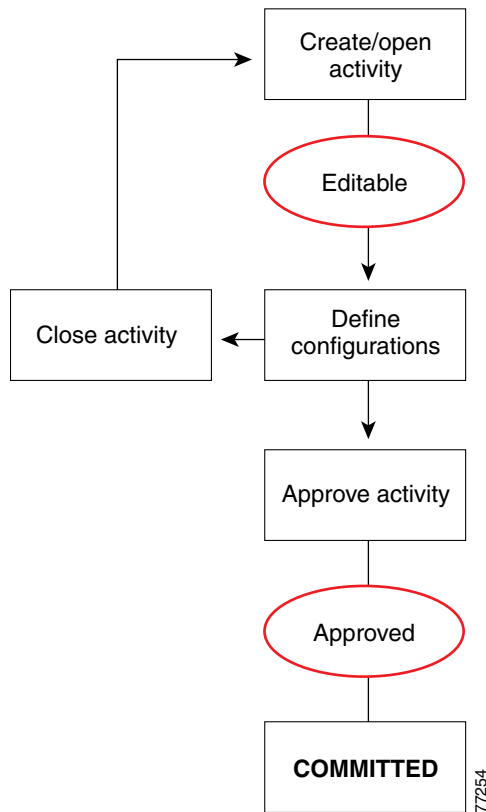 Create/open
activity
Editable
Close activity
Define
configurations
Approve activity
Approved
COMMITTED
77254